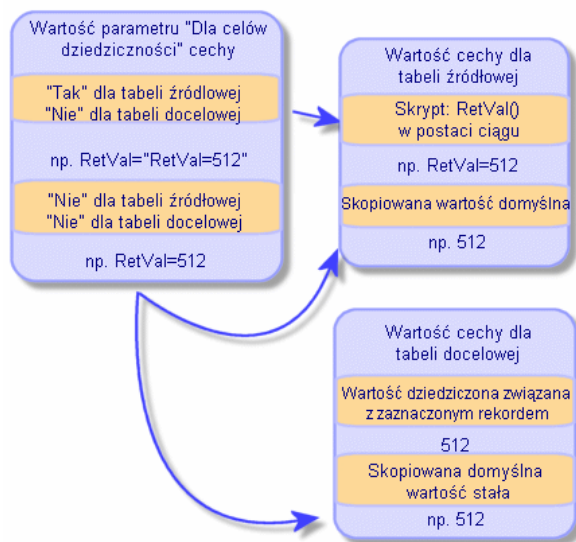 Wartość parametru "Dla celów
dziedziczności" cechy
"Tak" dla tabeli źródlowej
"Nie" dla tabeli docelowej
np. RetVal="RetVal=512"
"Nie" dla tabeli źródłowej
"Nie" dla tabeli docelowej
np. RetVal=512
Wartość cechy dla
tabeli źródłowej
Skrypt: RetVal()
w postaci ciągu
np. RetVal=512
Skopiowana wartość domyślna
np. 512
Wartość cechy dla
tabeli docelowej
Wartość dziedziczona związana
z zaznaczonym rekordem
512
Skopiowana domyślna
wartość stała
np. 512